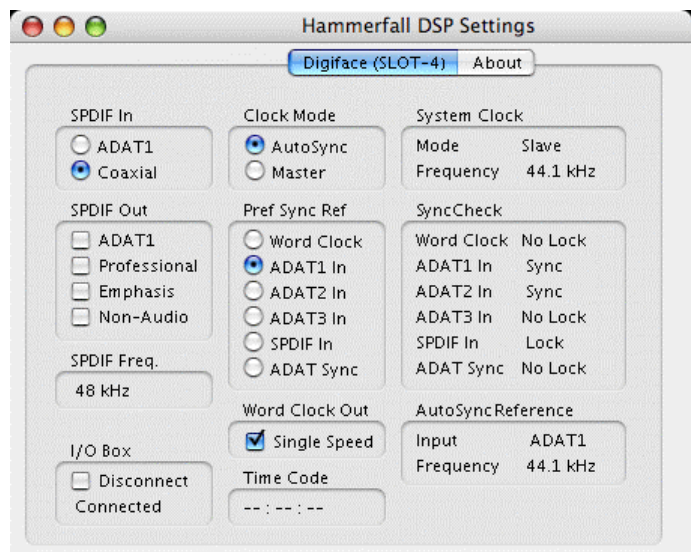 Hammerfall DSP Settings
Digiface (SLOT-4) About
SPDIF In
ADAT1
Coaxial
Clock Mode
AutoSync
Master
System Clock
Mode Slave
Frequency 44.1 kHz
SPDIF Out
ADAT1
Professional
Emphasis
Non-Audio
Pref Sync Ref
Word Clock
ADAT1 In
ADAT2 In
ADAT3 In
SPDIF In
ADAT Sync
SyncCheck
Word Clock No Lock
ADAT1 In Sync
ADAT2 In Sync
ADAT3 In No Lock
SPDIF In Lock
ADAT Sync No Lock
SPDIF Freq.
48 kHz
Word Clock Out
Single Speed
AutoSyncReference
Input ADAT1
Frequency 44.1 kHz
I/O Box
Disconnect
Connected
Time Code
-- : -- : --